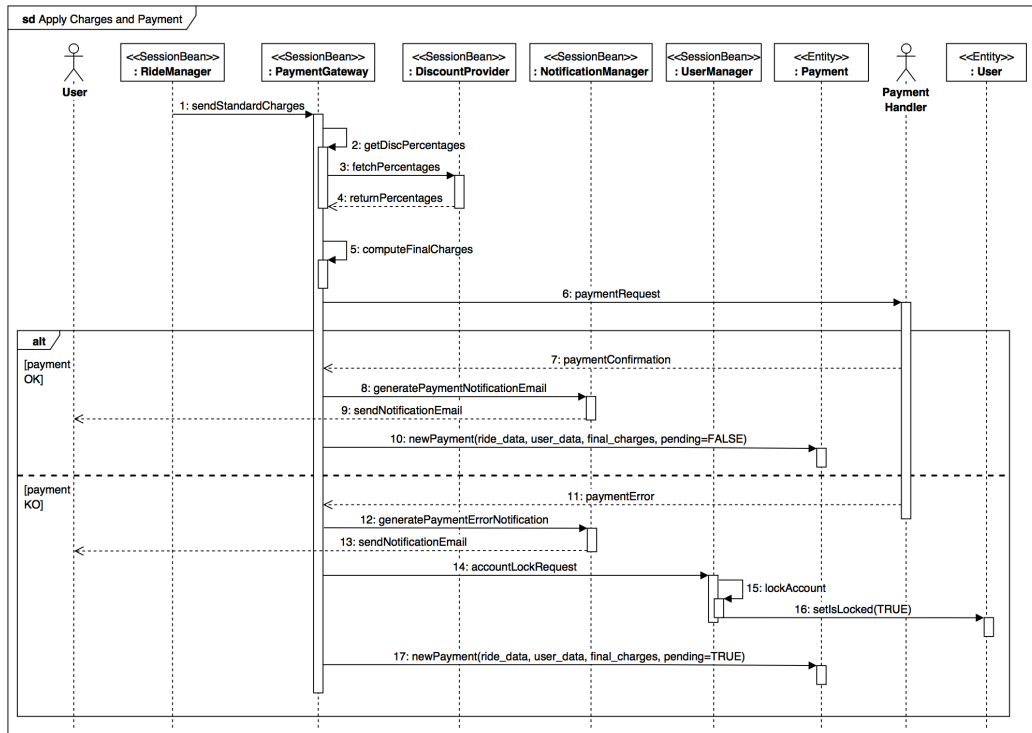 sd Apply Charges and Payment
User
<<SessionBean>>
: RideManager
<<SessionBean>>
: PaymentGateway
<<SessionBean>>
: DiscountProvider
<<SessionBean>>
: NotificationManager
<<SessionBean>>
: UserManager
<<Entity>>
: Payment
Payment
Handler
<<Entity>>
: User
1: sendStandardCharges
2: getDiscPercentages
3: fetchPercentages
4: returnPercentages
5: computeFinalCharges
6: paymentRequest
alt
[payment
OK]
7: paymentConfirmation
8: generatePaymentNotificationEmail
9: sendNotificationEmail
10: newPayment(ride_data, user_data, final_charges, pending=FALSE)
[payment
KO]
11: paymentError
12: generatePaymentErrorNotification
13: sendNotificationEmail
14: accountLockRequest
15: lockAccount
16: setIsLocked(TRUE)
17: newPayment(ride_data, user_data, final_charges, pending=TRUE)